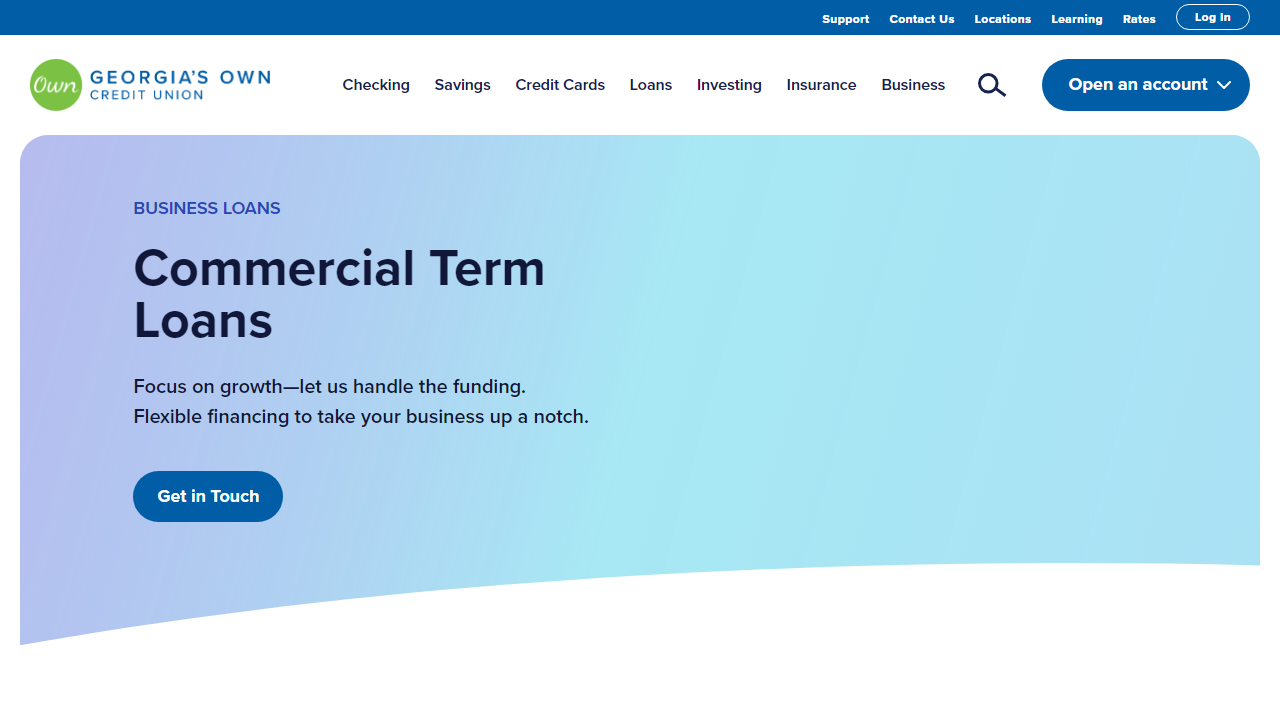 Support Contact Us Locations Learning Rates Log In
Own GEORGIA'S OWN
CREDIT UNION
Checking Savings Credit Cards Loans Investing Insurance Business Open an account
BUSINESS LOANS
Commercial Term
Loans
Focus on growth—let us handle the funding.
Flexible financing to take your business up a notch.
Get in Touch